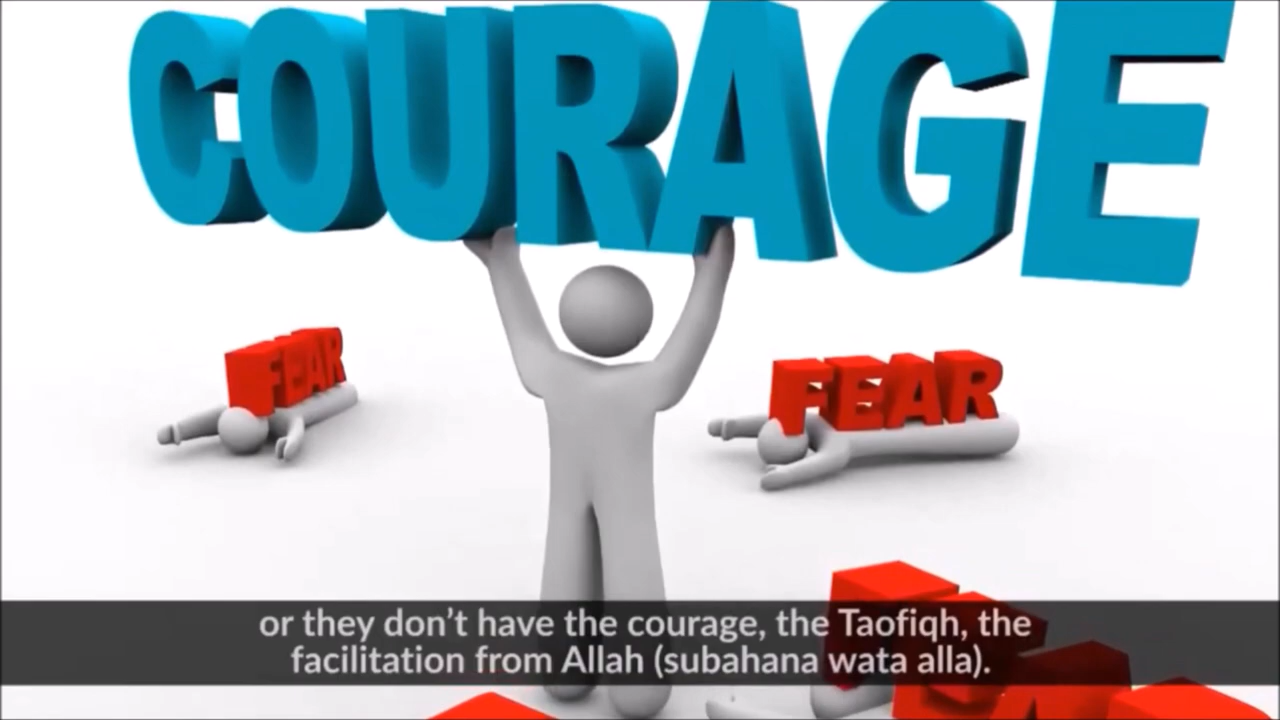 COURAGE
FEAR
FEAR
or they don't have the courage, the Taofiqh, the
facilitation from Allah (subahana wata alla).